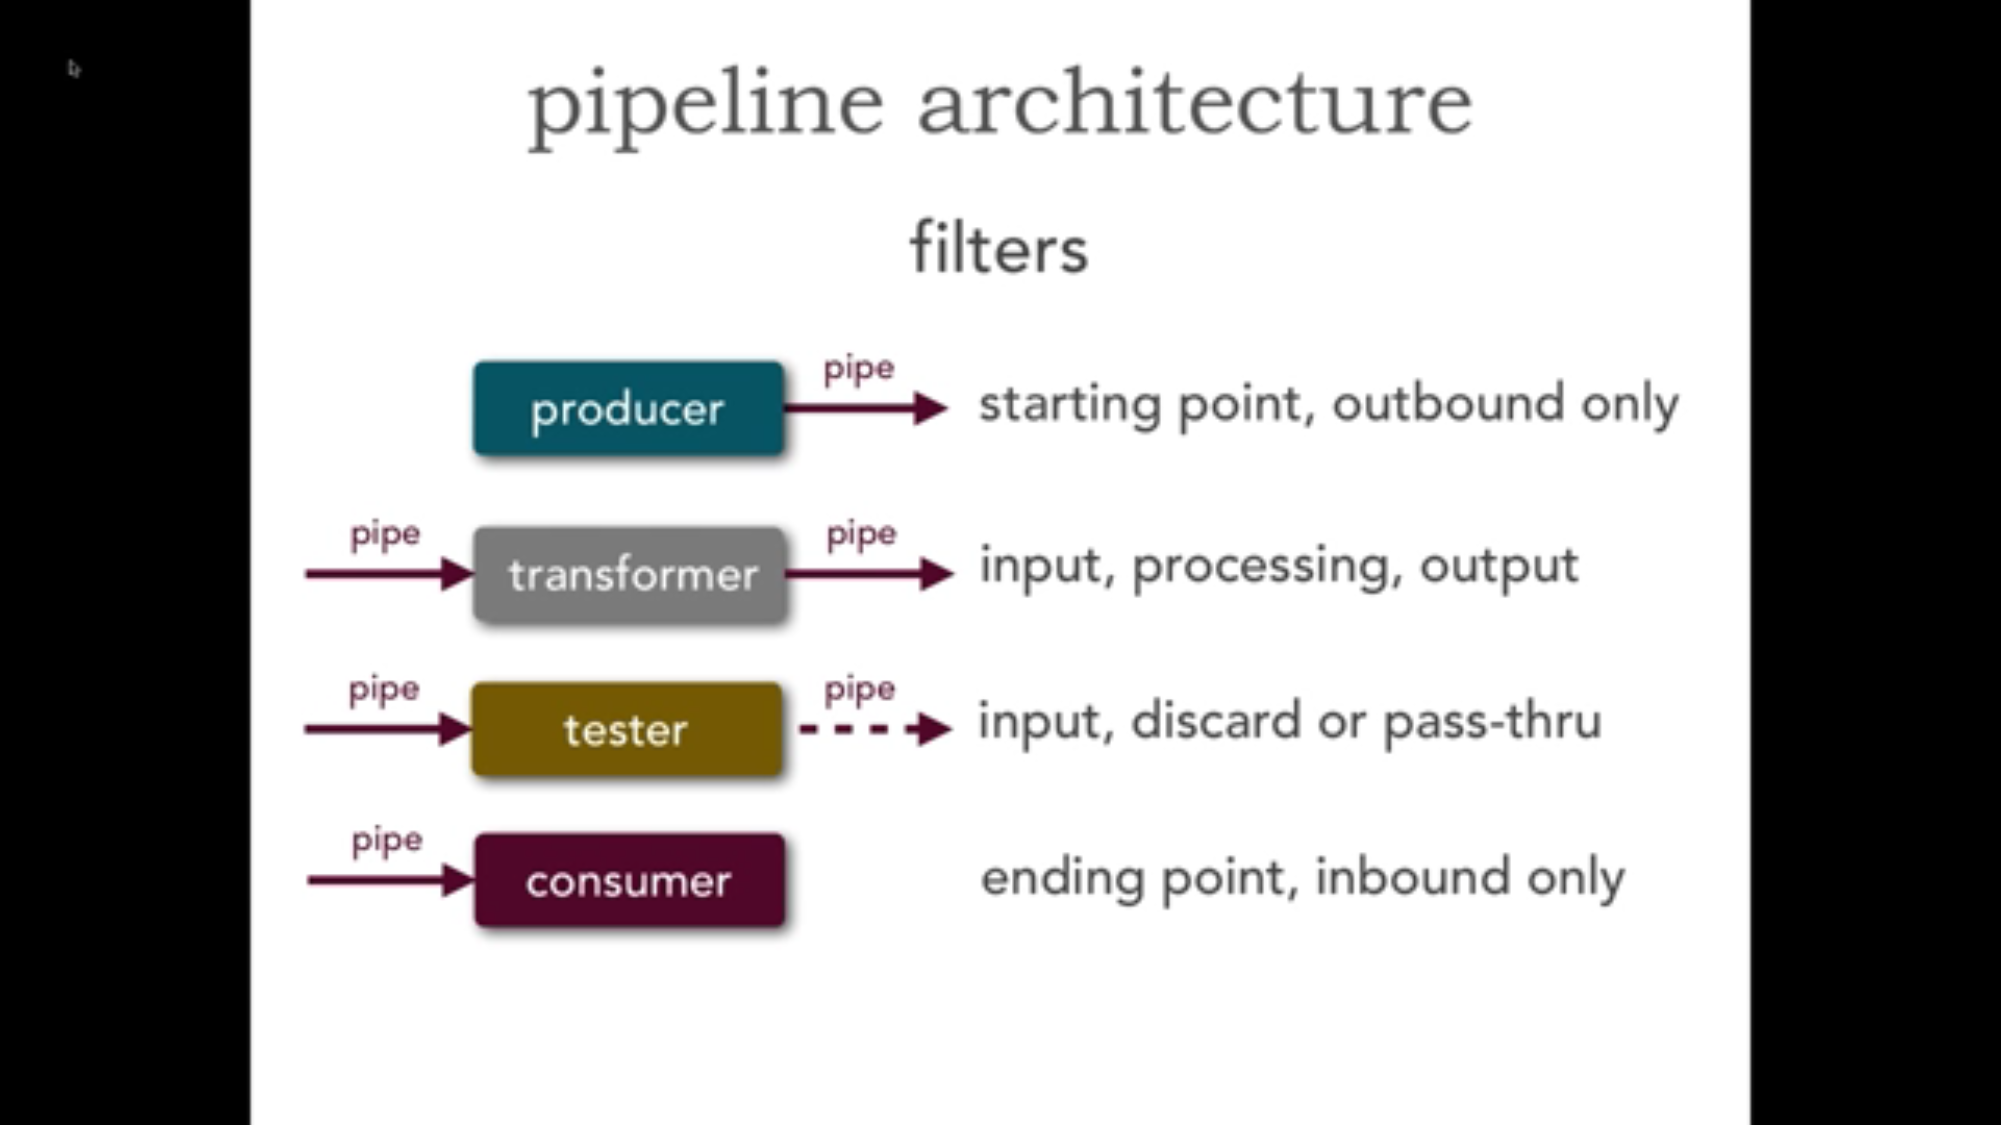 pipeline architecture
filters
producer
pipe
starting point, outbound only
pipe
transformer
pipe
input, processing, output
pipe
tester
pipe
input, discard or pass-thru
pipe
consumer
ending point, inbound only